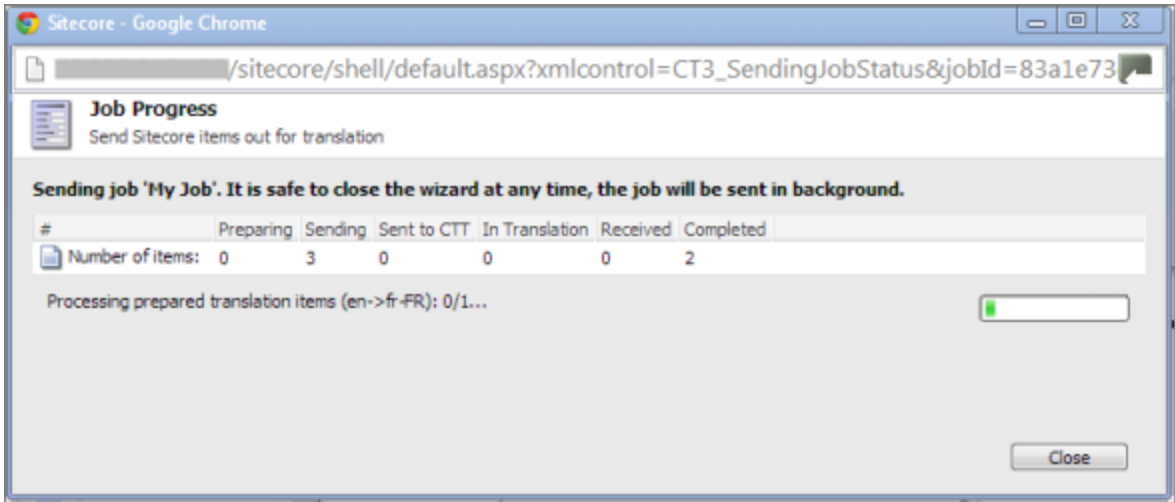 Sitecore - Google Chrome
/sitecore/shell/default.aspx?xmlcontrol=CT3_SendingJobStatus&jobId=83a1e73
Job Progress
Send Sitecore items out for translation
Sending job 'My Job'. It is safe to close the wizard at any time, the job will be sent in background.
# Preparing Sending Sent to CTT In Translation Received Completed
Number of items: 0 3 0 0 0 2
Processing prepared translation items (en->fr-FR): 0/1...
Close